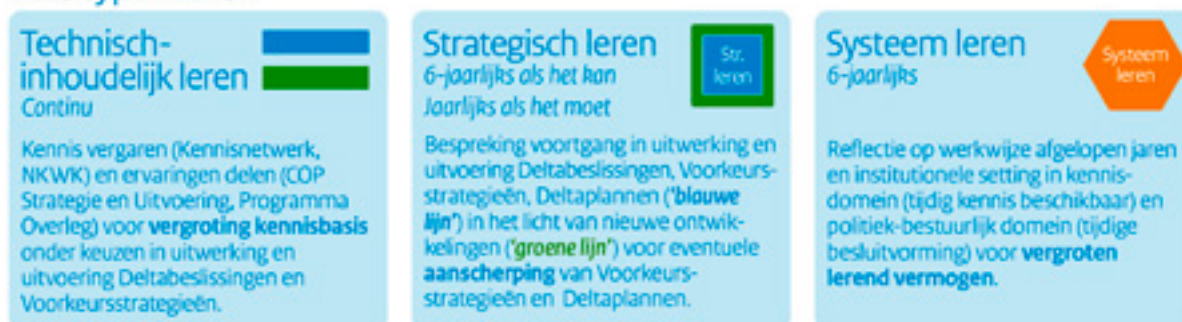 Technisch-
inhoudelijk leren
Continu
Kennis vergaren (Kennisnetwerk,
NKWK) en ervaringen delen (COP
Strategie en Uitvoering, Programma
Overleg) voor vergroting kennisbasis
onder keuzen in uitwerking en
uitvoering Deltabeslissingen en
Voorkeursstrategieën.
Strategisch leren
6-jaarlijks als het kan
Jaarlijks als het moet
Str.
leren
Bespreking voortgang in uitwerking en
uitvoering Deltabeslissingen, Voorkeurs-
strategieën, Deltaplannen ('blauwe
lijn') in het licht van nieuwe ontwik-
kelingen ('groene lijn') voor eventuele
aanscherping van Voorkeurs-
strategieën en Deltaplannen.
Systeem leren
6-jaarlijks
Systeem
leren
Reflectie op werkwijze afgelopen jaren
en institutionele setting in kennis-
domein (tijdig kennis beschikbaar) en
politiek-bestuurlijk domein (tijdige
besluitvorming) voor vergroten
lerend vermogen.